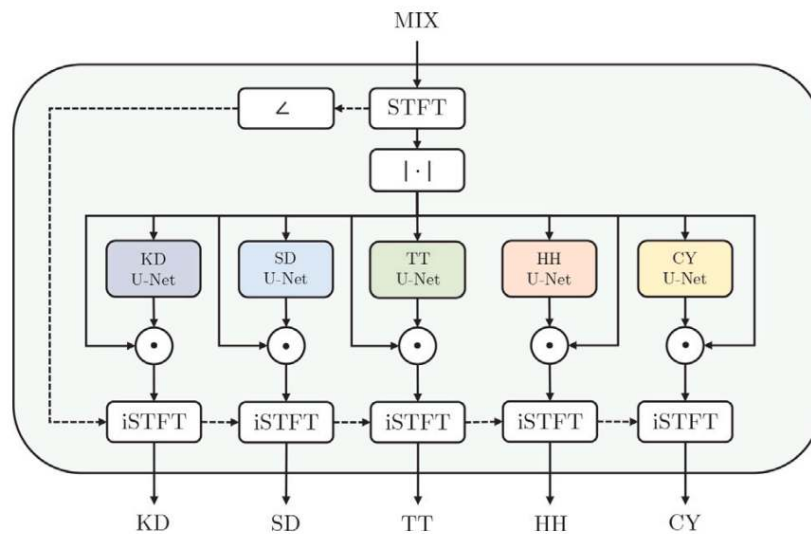 MIX
∠
STFT
| · |
KD
U-Net
SD
U-Net
TT
U-Net
HH
U-Net
CY
U-Net
iSTFT
iSTFT
iSTFT
iSTFT
iSTFT
KD
SD
TT
HH
CY